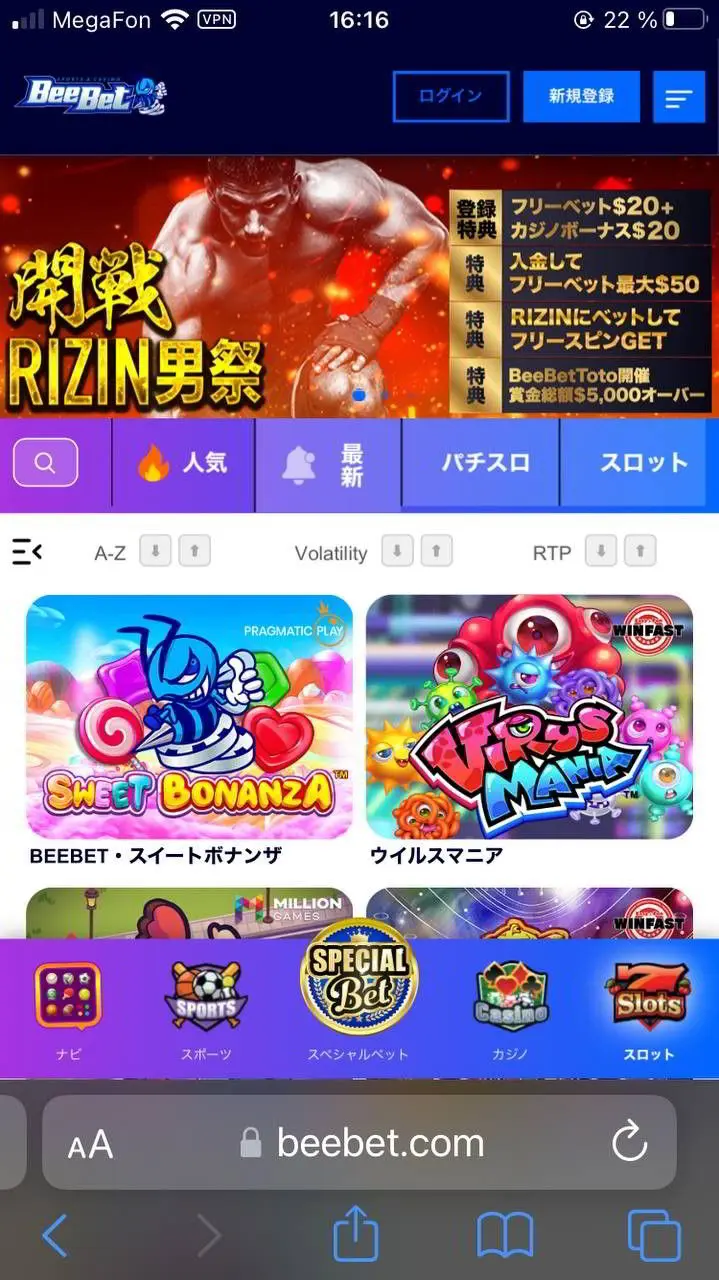 MegaFon VPN 16:16 22 %
SPORTS & CASINO
BeeBet
ログイン
新規登録
開戦
RIZIN男祭
登録
特典
フリーベット$20+
カジノボーナス$20
特典
入金して
フリーベット最大$50
特典
RIZINにベットして
フリースピンGET
特典
BeeBetToto開催
賞金総額$5,000オーバー
人気
最新
パチスロ
スロット
A-Z
Volatility
RTP
PRAGMATIC PLAY
SWEET BONANZA™
WINFAST
VIRUS
MANIA™
BEEBET・スイートボナンザ
ウイルスマニア
MILLION
GAMES
WINFAST
SPECIAL
Bet
SPORTS
Casino
7
Slots
ナビ
スポーツ
スペシャルベット
カジノ
スロット
AA
beebet.com